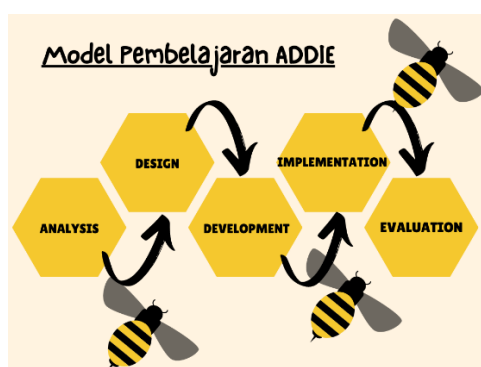 Model Pembelajaran ADDIE
ANALYSIS
DESIGN
DEVELOPMENT
IMPLEMENTATION
EVALUATION